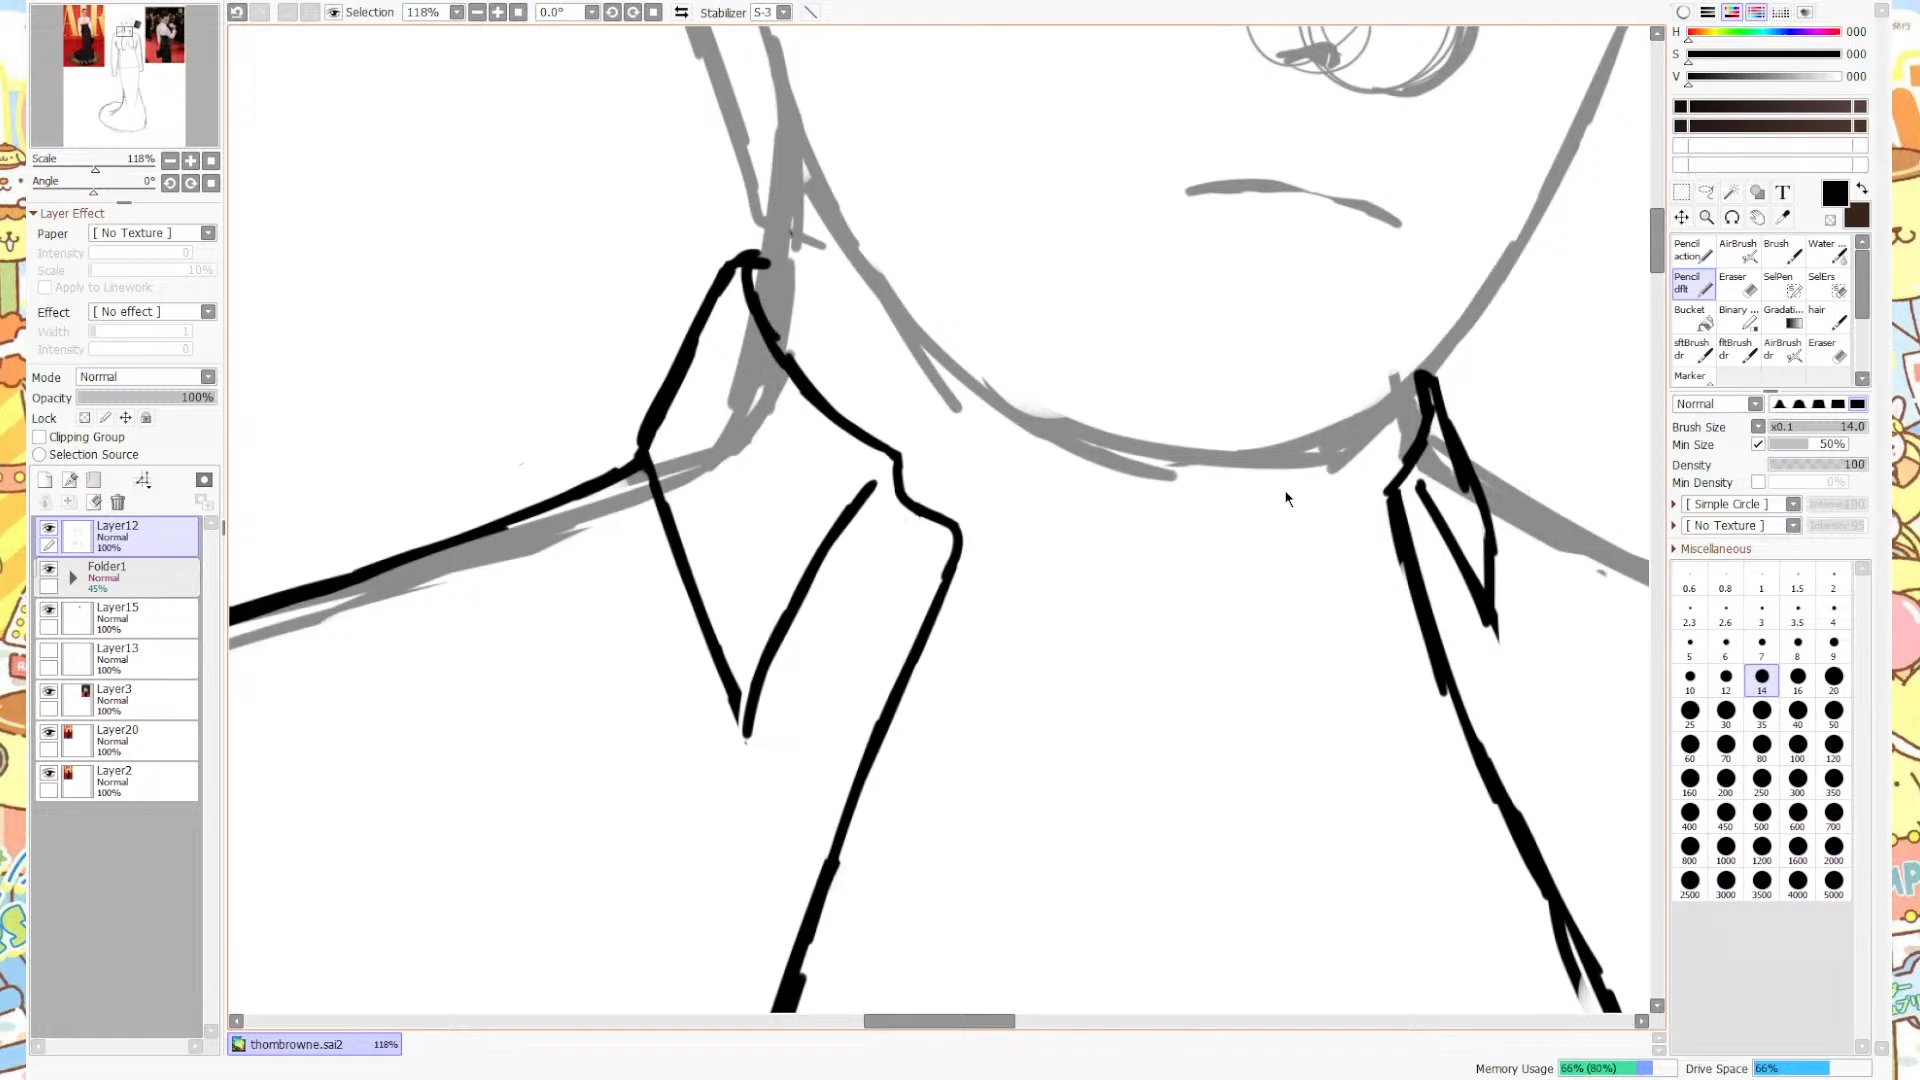 Selection 118% 0.0° Stabilizer S-3
Scale 118%
Angle 0°
Layer Effect
Paper [ No Texture ]
Intensity 0
Scale 10%
Apply to Linework
Effect [ No effect ]
Width 1
Intensity 0
Mode Normal
Opacity 100%
Lock
Clipping Group
Selection Source
Layer12
Normal
100%
Folder1
Normal
45%
Layer15
Normal
100%
Layer13
Normal
100%
Layer3
Normal
100%
Layer20
Normal
100%
Layer2
Normal
100%
thombrowne.sai2 118%
H 000
S 000
V 000
T
Pencil action AirBrush Brush Water ...
Pencil dflt Eraser SelPen SelErs
Bucket Binary ... Gradati... hair
sftBrush dr fltBrush dr AirBrush dr Eraser
Marker
Normal
Brush Size x0.1 14.0
Min Size 50%
Density 100
Min Density 0%
[ Simple Circle ]
[ No Texture ]
Miscellaneous
0.6 0.8 1 1.5 2
2.3 2.6 3 3.5 4
5 6 7 8 9
10 12 14 16 20
25 30 35 40 50
60 70 80 100 120
160 200 250 300 350
400 450 500 600 700
800 1000 1200 1600 2000
2500 3000 3500 4000 5000
Memory Usage 66% (80%) Drive Space 66%